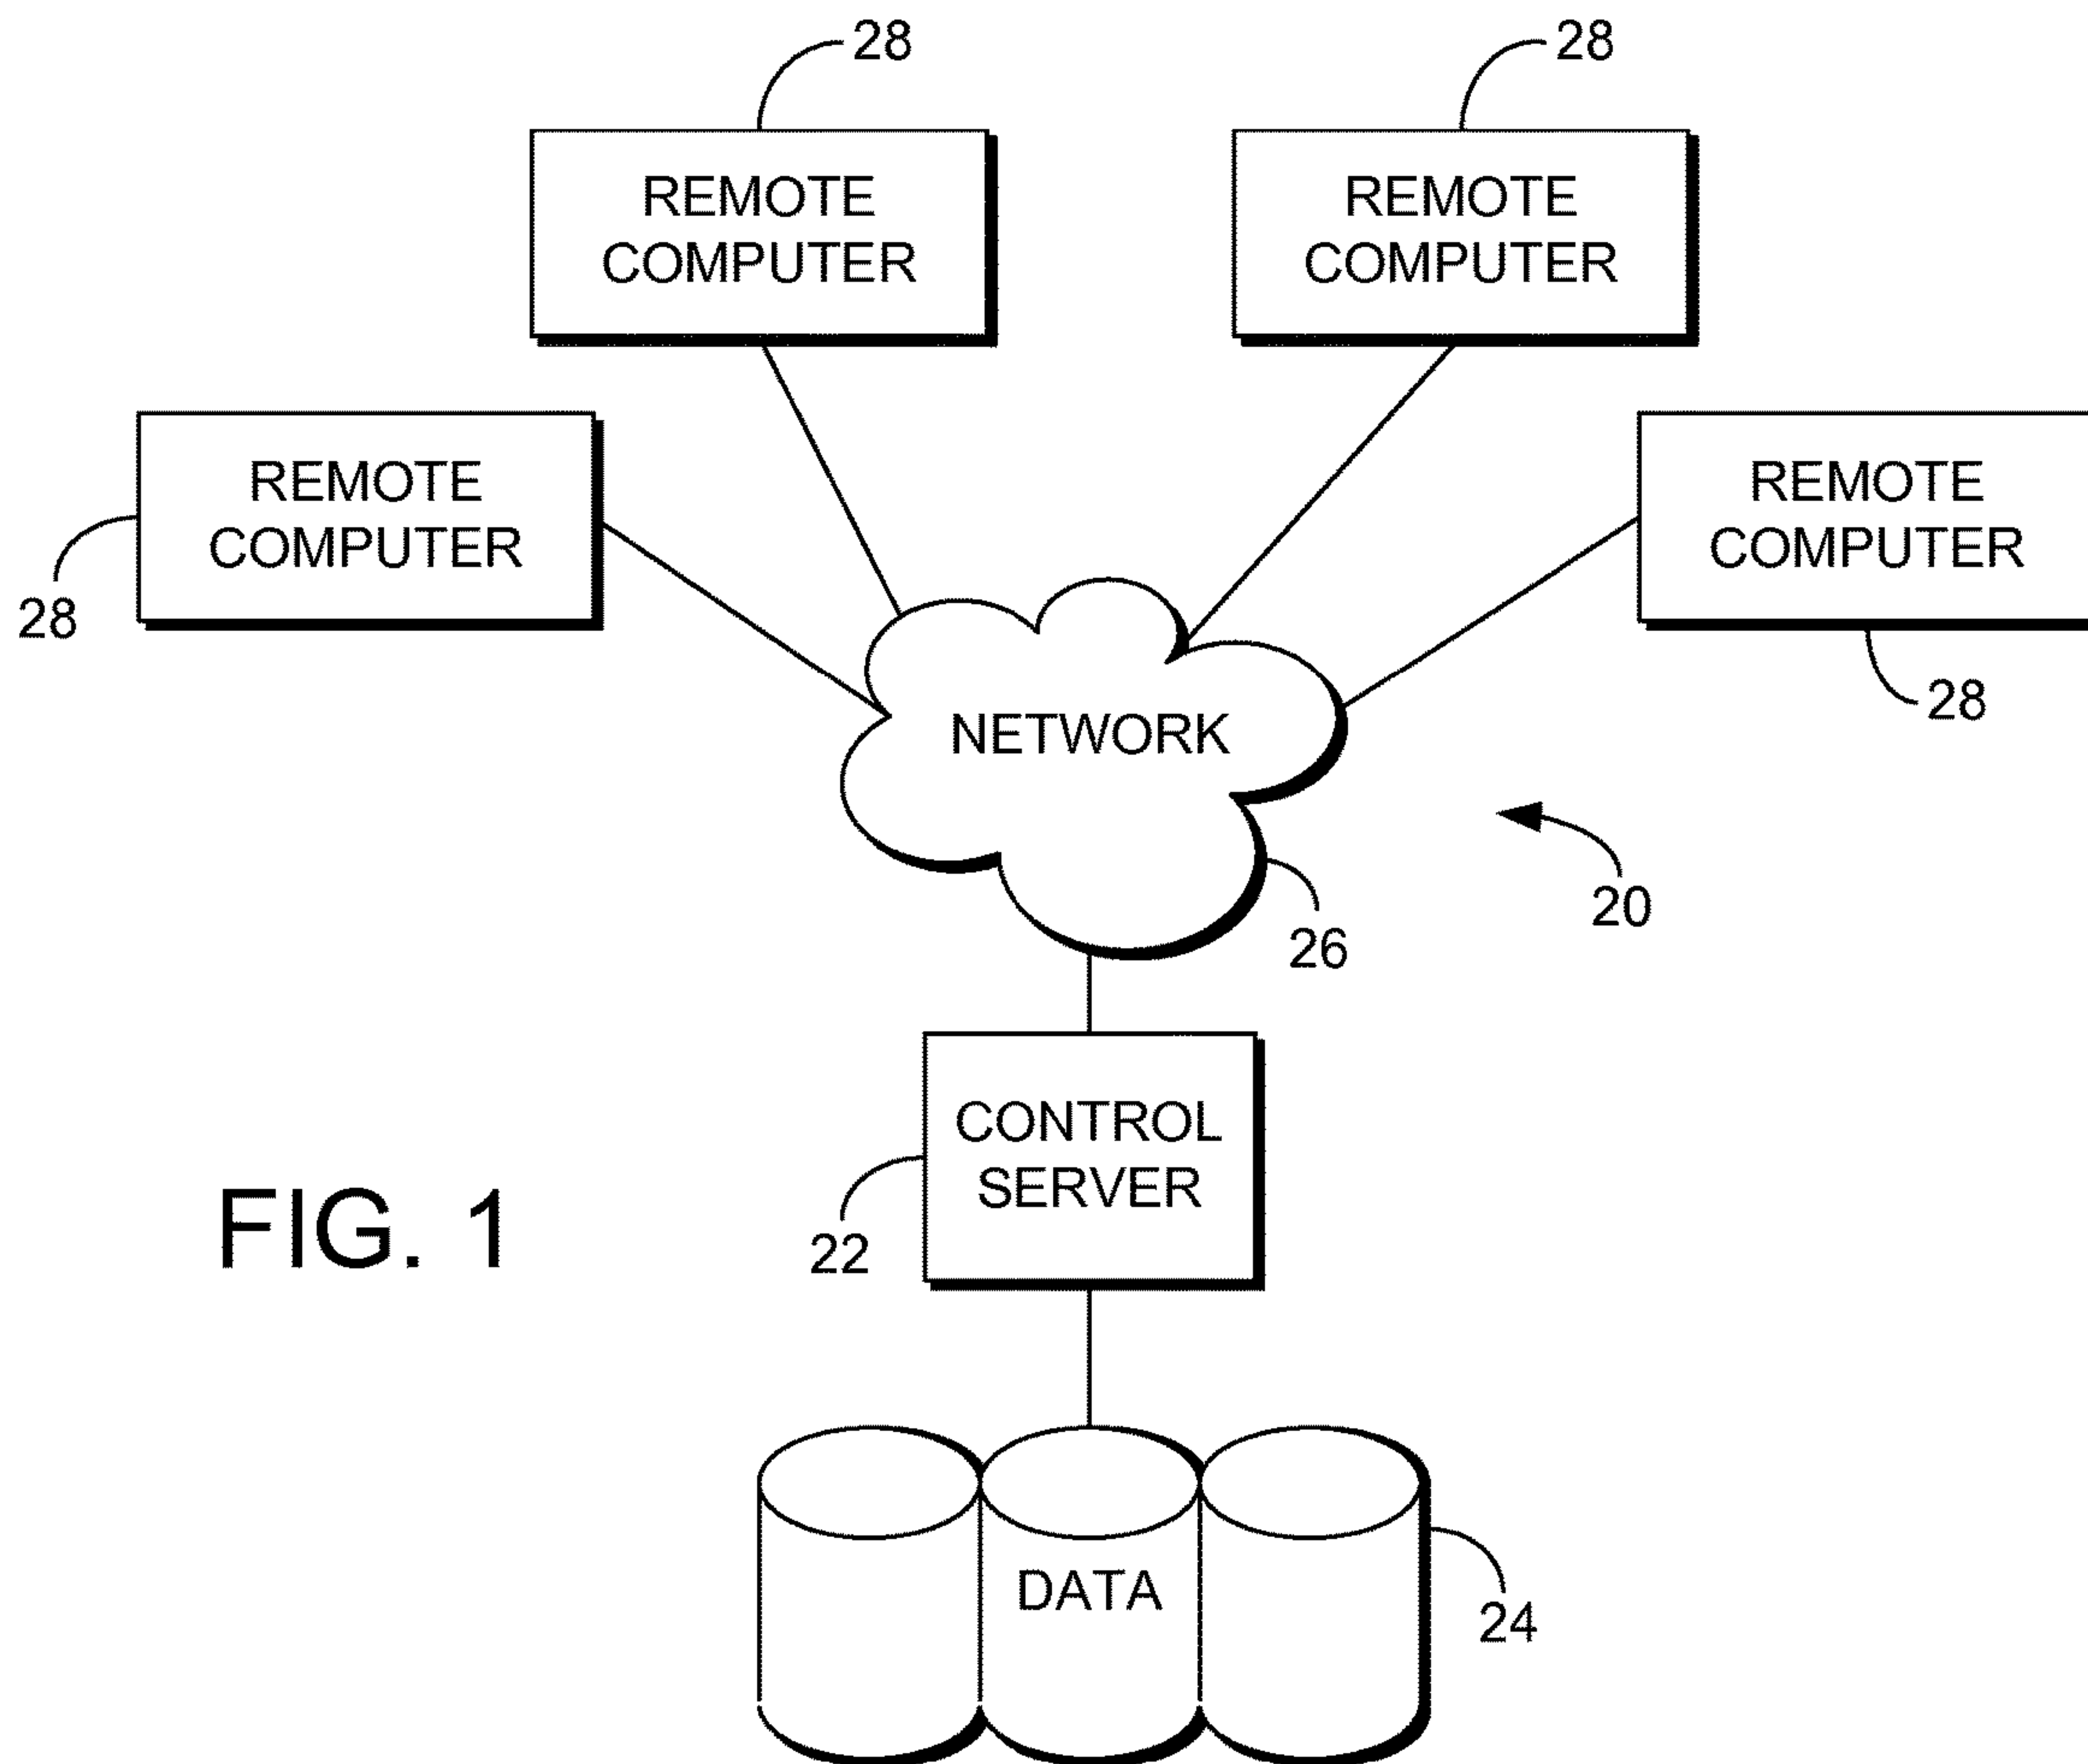 28
28
REMOTE
COMPUTER
REMOTE
COMPUTER
REMOTE
COMPUTER
REMOTE
COMPUTER
28
28
NETWORK
20
26
CONTROL
SERVER
FIG. 1
22
DATA
24